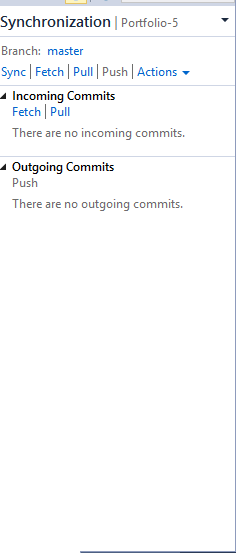 Synchronization | Portfolio-5
Branch: master
Sync | Fetch | Pull | Push | Actions
Incoming Commits
Fetch | Pull
There are no incoming commits.
Outgoing Commits
Push
There are no outgoing commits.